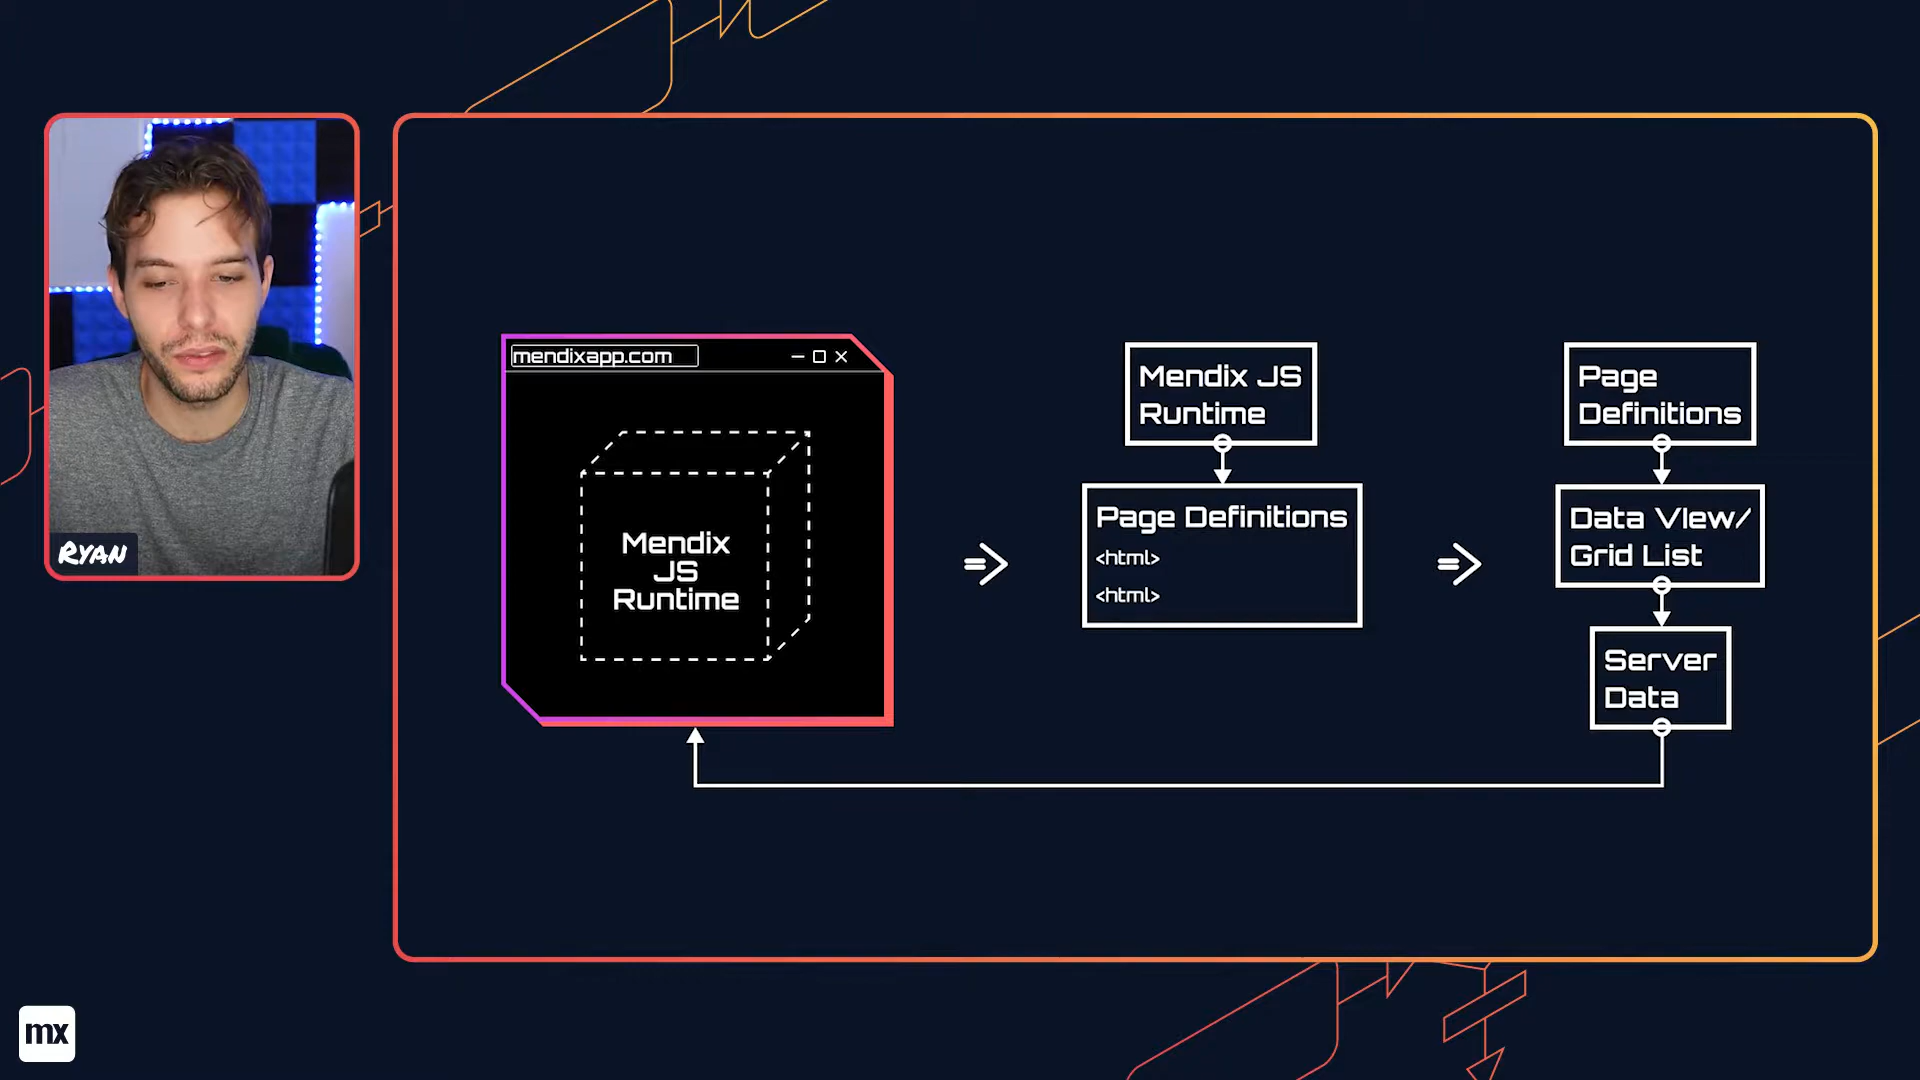 Ryan
mendixapp.com
Mendix
JS
Runtime
=>
Mendix JS
Runtime
Page Definitions
<html>
<html>
=>
Page
Definitions
Data VIew/
Grid List
Server
Data
mx